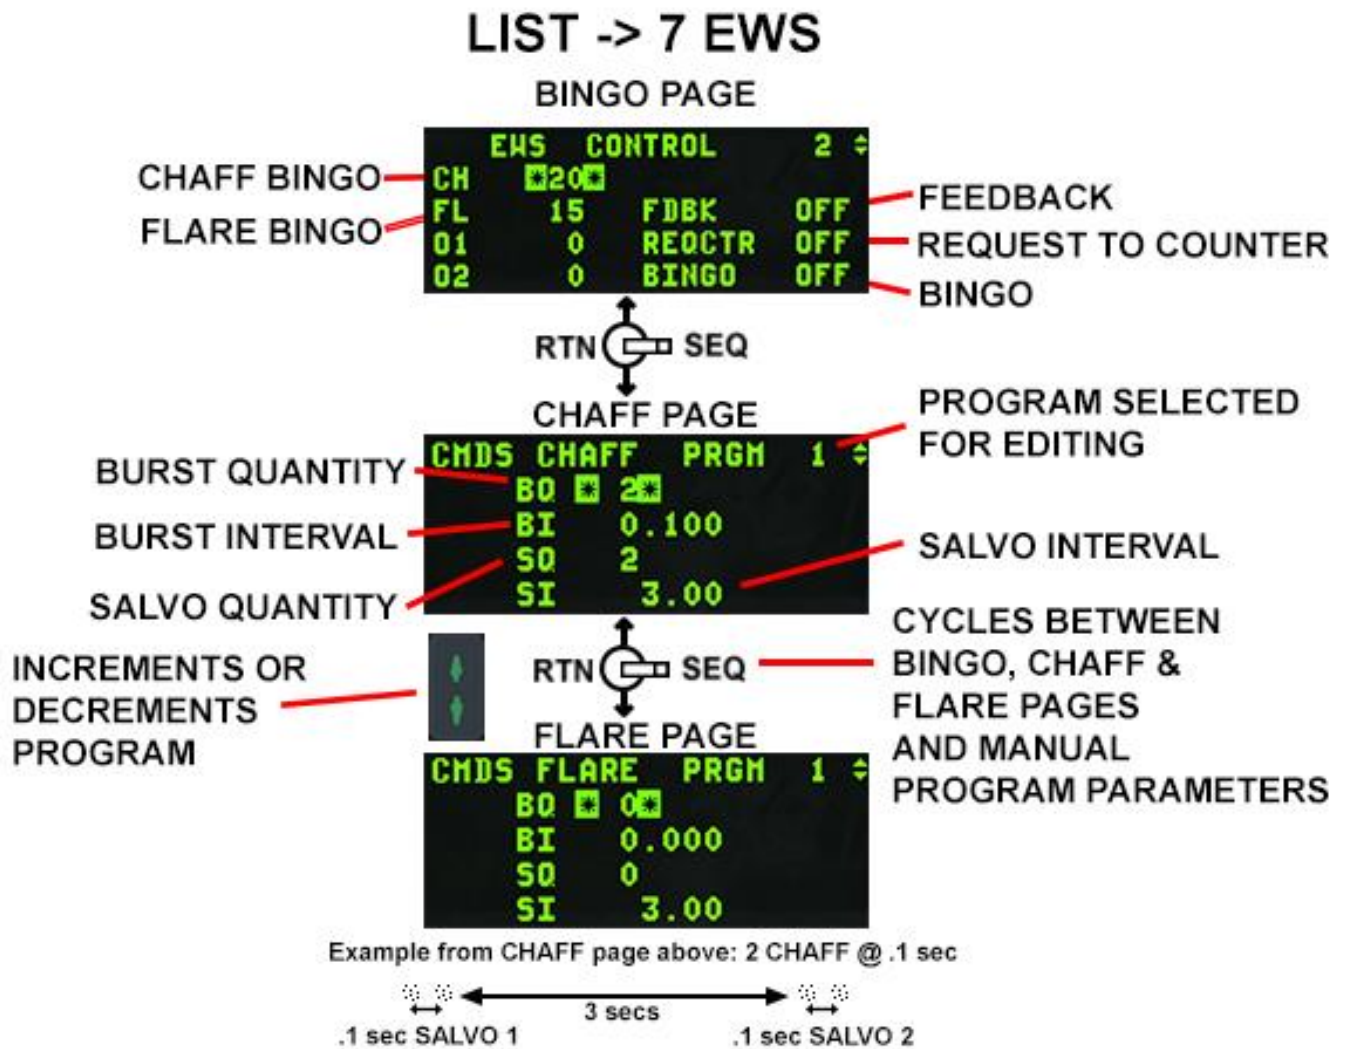 LIST -> 7 EWS
BINGO PAGE
EWS CONTROL 2
CHAFF BINGO
CH *20*
FLARE BINGO
FL 15 FDBK OFF
FEEDBACK
O1 0 REQCTR OFF
REQUEST TO COUNTER
O2 0 BINGO OFF
BINGO
RTN SEQ
CHAFF PAGE
CMDS CHAFF PRGM 1
PROGRAM SELECTED
FOR EDITING
BURST QUANTITY
BQ * 2*
BURST INTERVAL
BI 0.100
SALVO QUANTITY
SQ 2
SI 3.00
SALVO INTERVAL
INCREMENTS OR
DECREMENTS
PROGRAM
RTN SEQ
CYCLES BETWEEN
BINGO, CHAFF &
FLARE PAGES
AND MANUAL
PROGRAM PARAMETERS
FLARE PAGE
CMDS FLARE PRGM 1
BQ * 0*
BI 0.000
SQ 0
SI 3.00
Example from CHAFF page above: 2 CHAFF @ .1 sec
3 secs
.1 sec SALVO 1
.1 sec SALVO 2